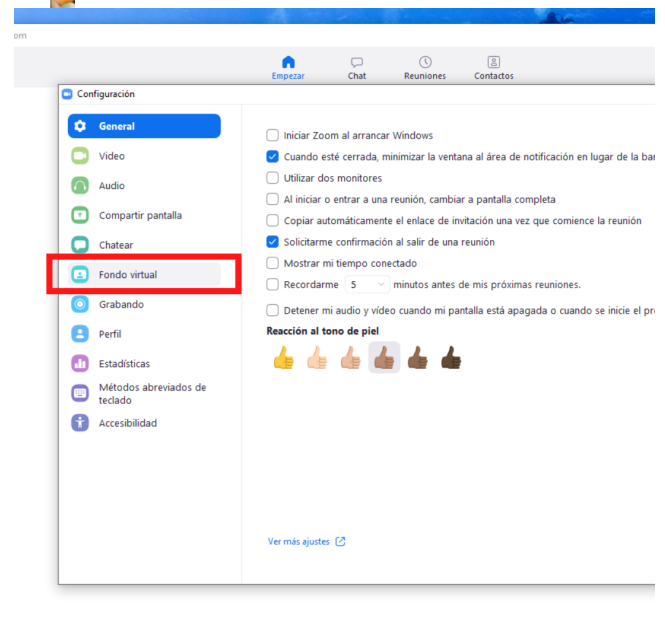 om
Empezar Chat Reuniones Contactos
Configuración
General
Video
Audio
Compartir pantalla
Chatear
Fondo virtual
Grabando
Perfil
Estadísticas
Métodos abreviados de
teclado
Accesibilidad
Iniciar Zoom al arrancar Windows
Cuando esté cerrada, minimizar la ventana al área de notificación en lugar de la bar
Utilizar dos monitores
Al iniciar o entrar a una reunión, cambiar a pantalla completa
Copiar automáticamente el enlace de invitación una vez que comience la reunión
Solicitarme confirmación al salir de una reunión
Mostrar mi tiempo conectado
Recordarme 5 minutos antes de mis próximas reuniones.
Detener mi audio y vídeo cuando mi pantalla está apagada o cuando se inicie el pro
Reacción al tono de piel
Ver más ajustes